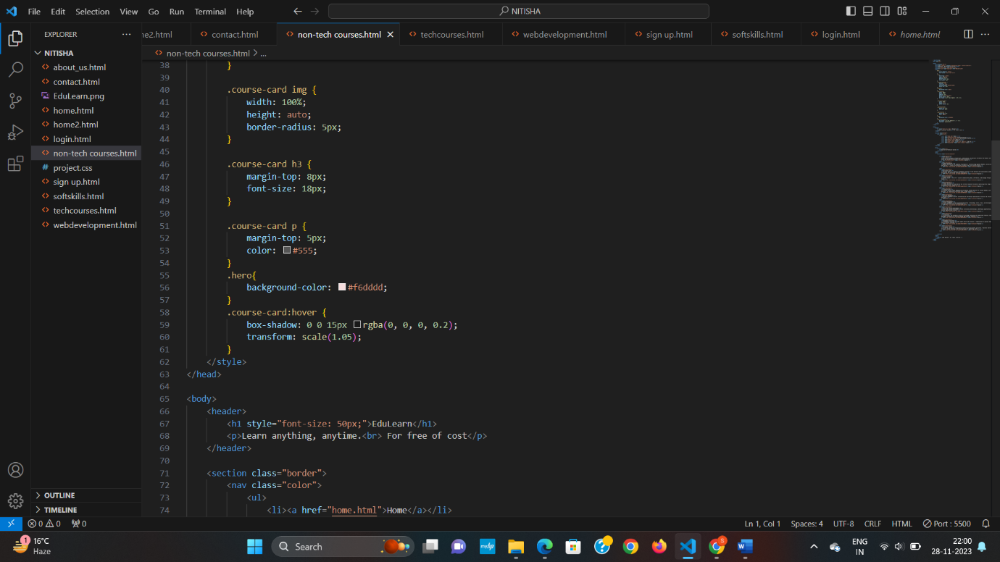 File Edit Selection View Go Run Terminal Help
NITISHA
EXPLORER
me2.html
contact.html
non-tech courses.html
techcourses.html
webdevelopment.html
sign up.html
softskills.html
login.html
home.html
NITISHA
about_us.html
contact.html
EduLearn.png
home.html
home2.html
login.html
non-tech courses.html
project.css
sign up.html
softskills.html
techcourses.html
webdevelopment.html
OUTLINE
TIMELINE
non-tech courses.html > ...
38 }
39
40 .course-card img {
41 width: 100%;
42 height: auto;
43 border-radius: 5px;
44 }
45
46 .course-card h3 {
47 margin-top: 8px;
48 font-size: 18px;
49 }
50
51 .course-card p {
52 margin-top: 5px;
53 color: #555;
54 }
55 .hero{
56 background-color: #f6dddd;
57 }
58 .course-card:hover {
59 box-shadow: 0 0 15px rgba(0, 0, 0, 0.2);
60 transform: scale(1.05);
61 }
62 </style>
63 </head>
64
65 <body>
66 <header>
67 <h1 style="font-size: 50px;">EduLearn</h1>
68 <p>Learn anything, anytime.<br> For free of cost</p>
69 </header>
70
71 <section class="border">
72 <nav class="color">
73 <ul>
74 <li><a href="home.html">Home</a></li>
0 0 0
Ln 1, Col 1 Spaces: 4 UTF-8 CRLF HTML Port : 5500
1
16°C
Haze
Search
myhp
S
W
ENG
IN
22:00
28-11-2023